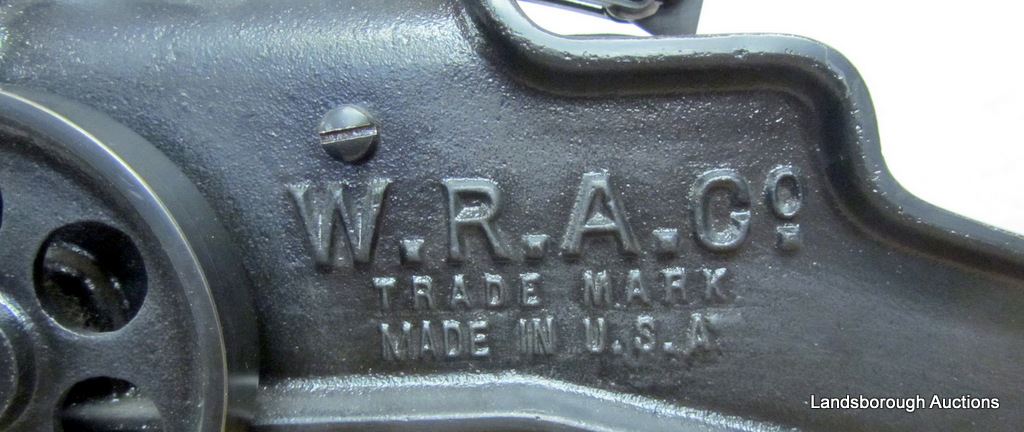 W.R.A.Cº.
TRADE MARK.
MADE IN U.S.A.
Landsborough Auctions